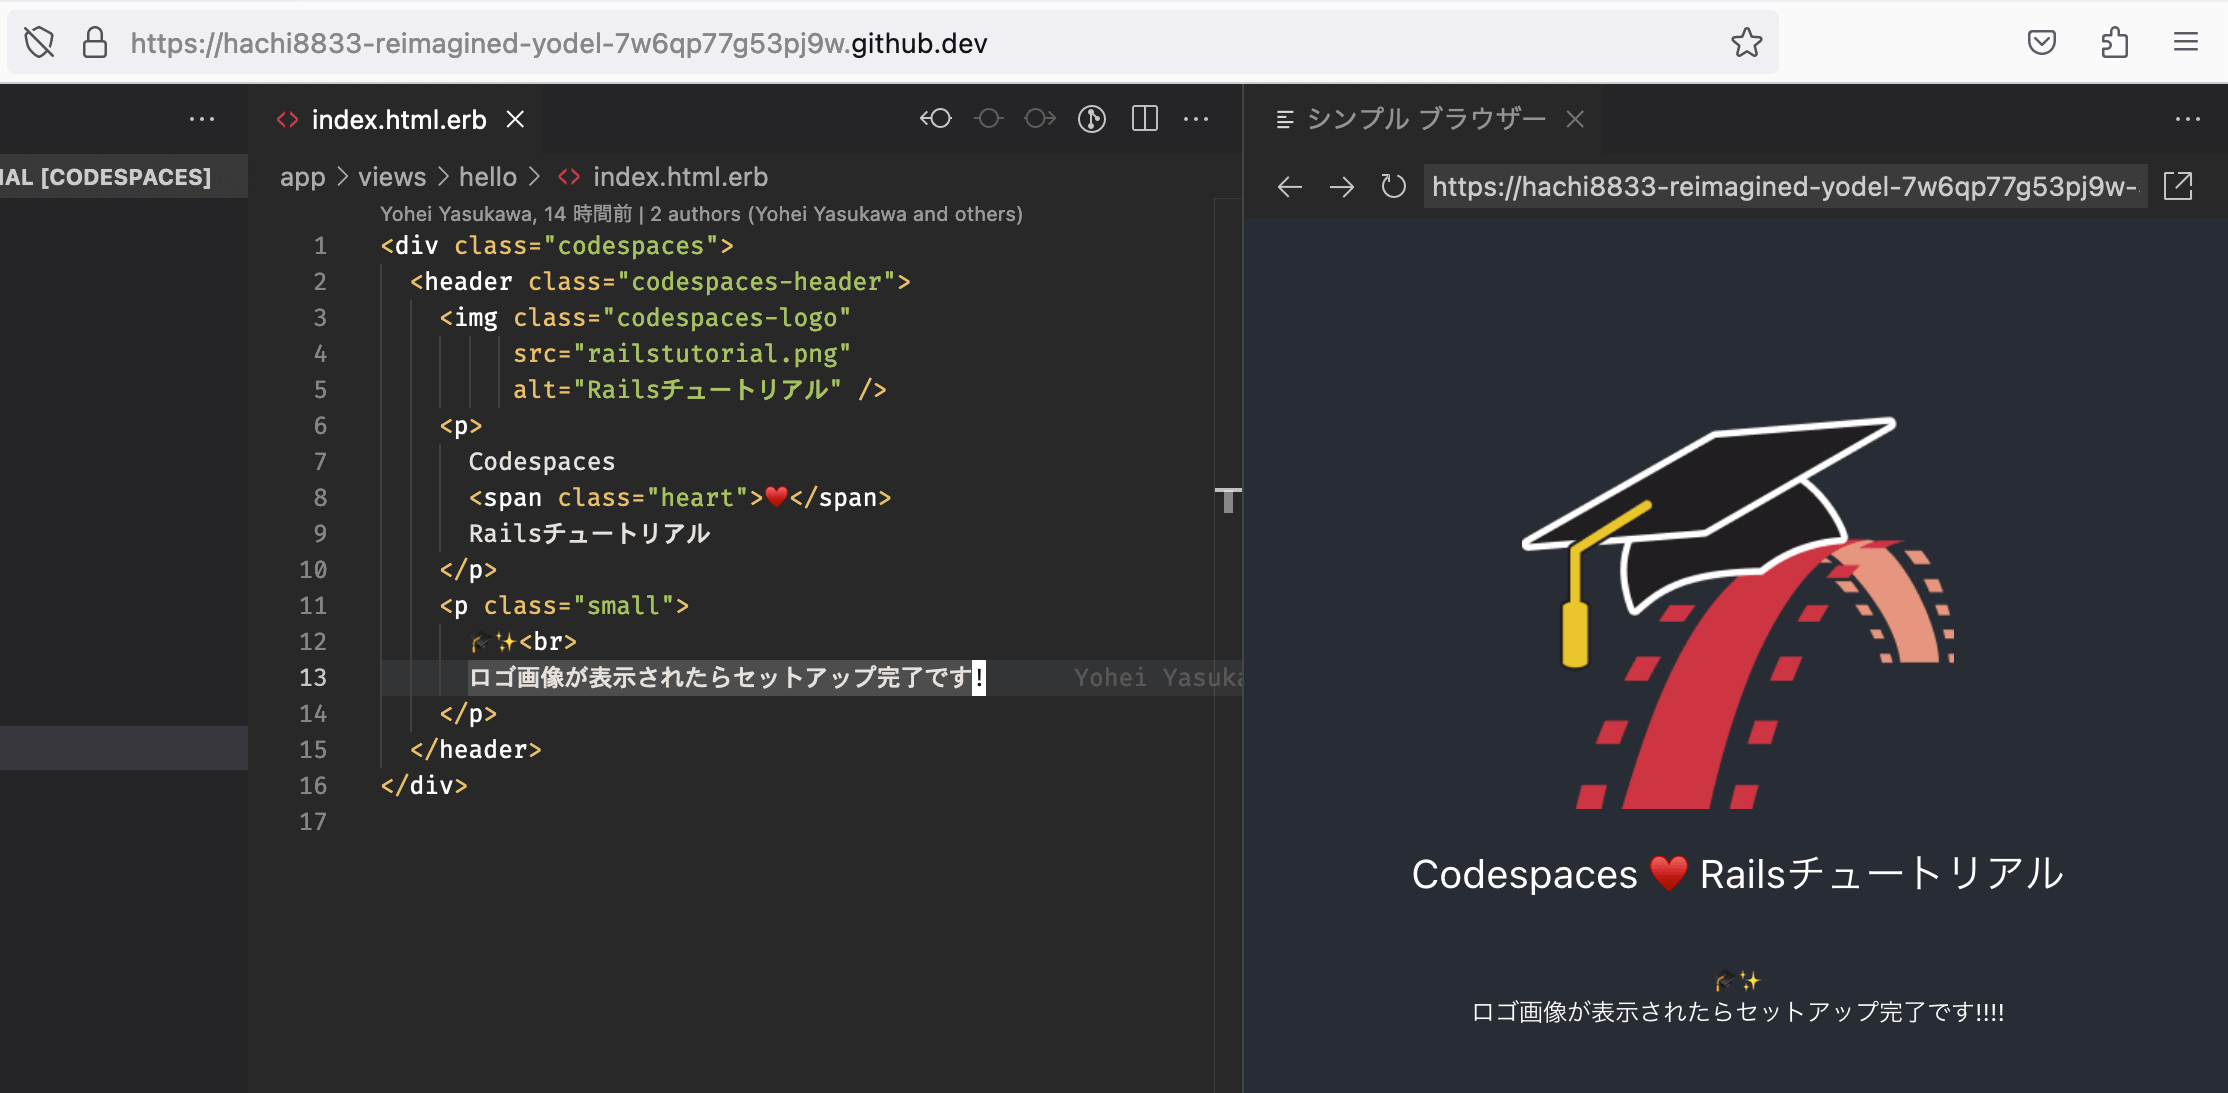 https://hachi8833-reimagined-yodel-7w6qp77g53pj9w.github.dev
index.html.erb
シンプル ブラウザー
IAL [CODESPACES]
app > views > hello > index.html.erb
https://hachi8833-reimagined-yodel-7w6qp77g53pj9w-
Yohei Yasukawa, 14 時間前 | 2 authors (Yohei Yasukawa and others)
1 <div class="codespaces">
2 <header class="codespaces-header">
3 <img class="codespaces-logo"
4 src="railstutorial.png"
5 alt="Railsチュートリアル" />
6 <p>
7 Codespaces
8 <span class="heart">♥️</span>
9 Railsチュートリアル
10 </p>
11 <p class="small">
12 🎓✨<br>
13 ロゴ画像が表示されたらセットアップ完了です! Yohei Yasuka
14 </p>
15 </header>
16 </div>
17
Codespaces ♥️ Railsチュートリアル
🎓✨
ロゴ画像が表示されたらセットアップ完了です!!!!